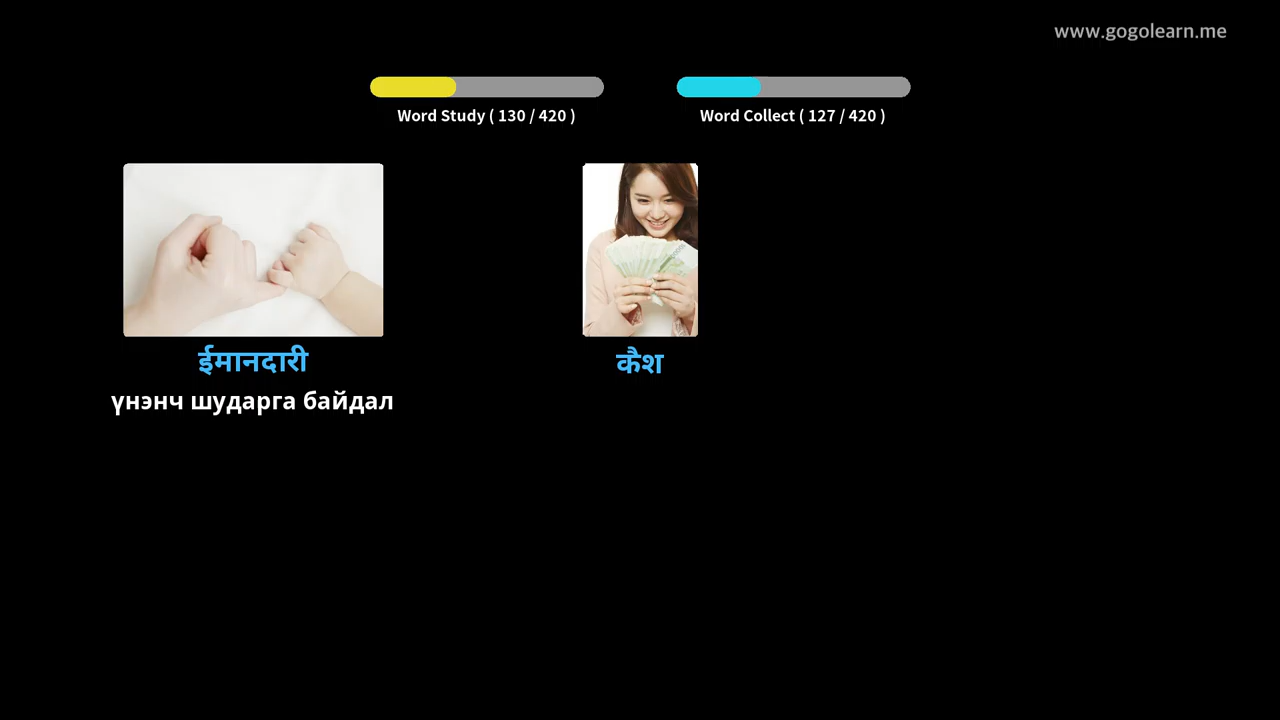 www.gogolearn.me
Word Study ( 130 / 420 )
Word Collect ( 127 / 420 )
ईमानदारी
үнэнч шударга байдал
कैश